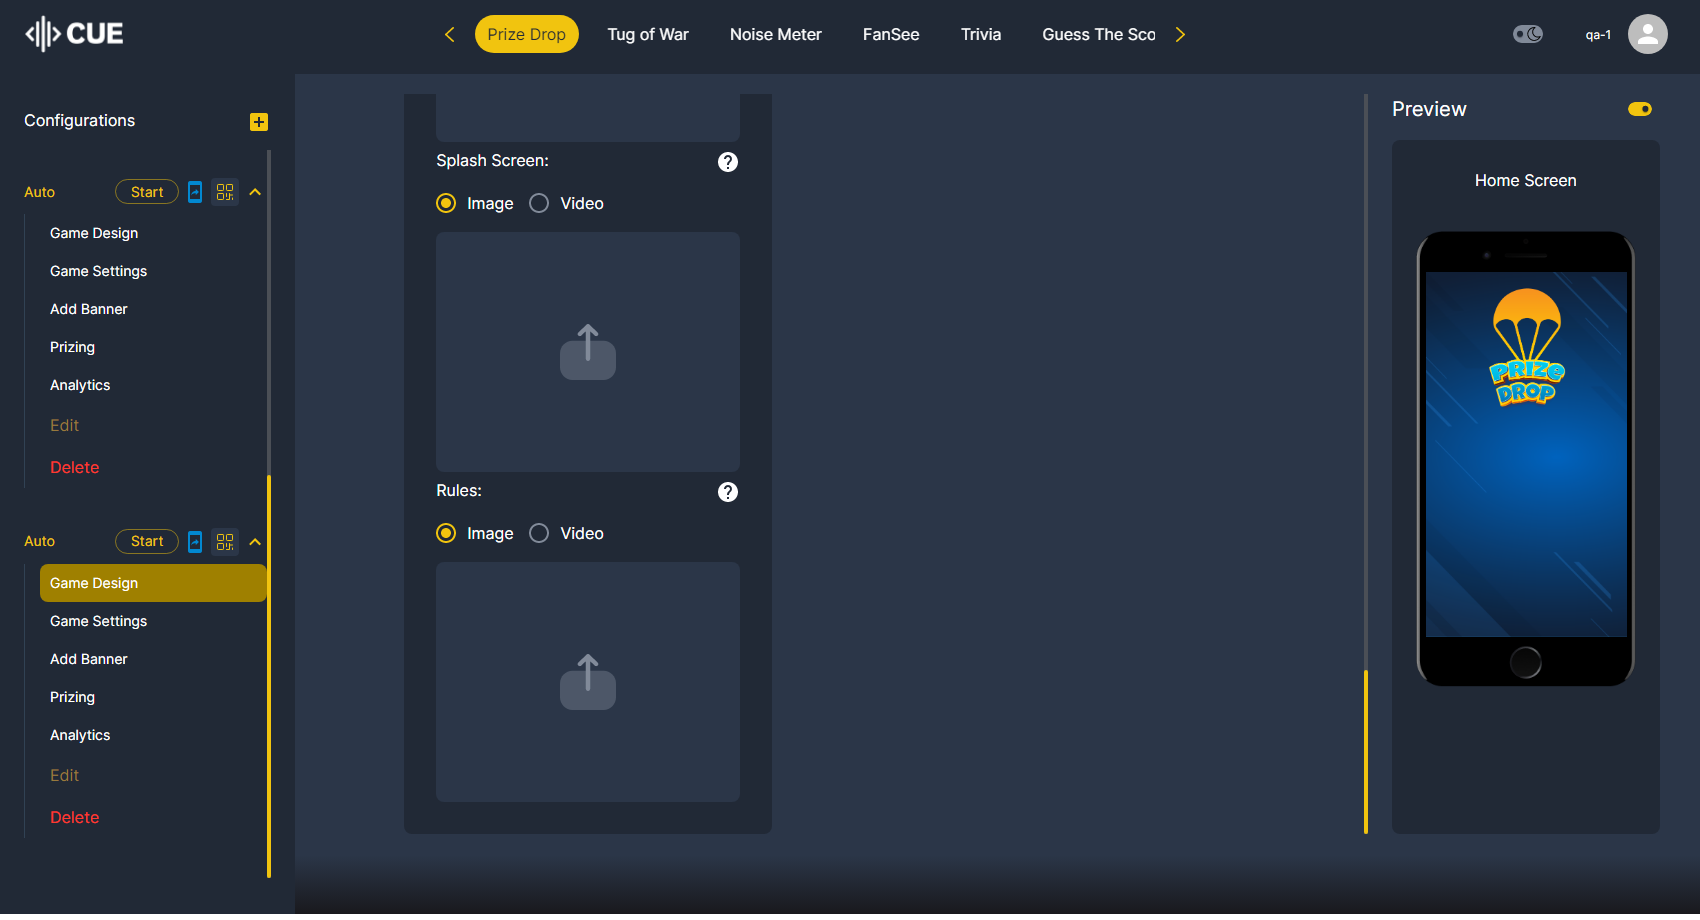 CUE
Prize Drop
Tug of War
Noise Meter
FanSee
Trivia
Guess The Sco
qa-1
Configurations
Auto
Start
Game Design
Game Settings
Add Banner
Prizing
Analytics
Edit
Delete
Auto
Start
Game Design
Game Settings
Add Banner
Prizing
Analytics
Edit
Delete
Splash Screen:
?
Image
Video
Rules:
?
Image
Video
Preview
Home Screen
PRIZE
DROP